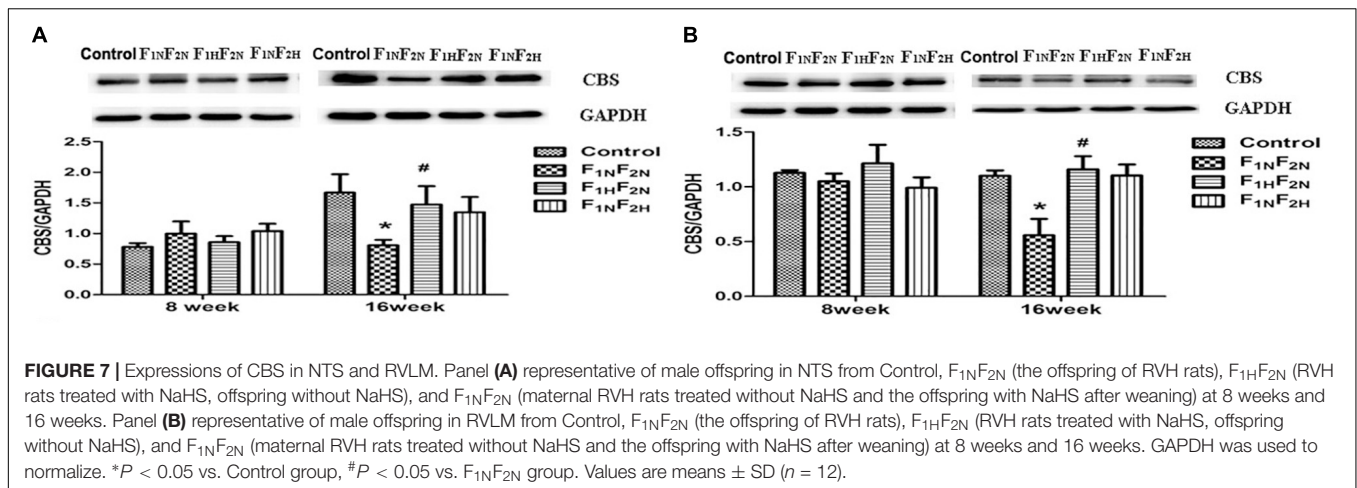 A
B
Control F1NF2N F1HF2N F1NF2H
Control F1NF2N F1HF2N F1NF2H
CBS
GAPDH
2.5
2.0
1.5
1.0
0.5
0.0
CBS/GAPDH
*
#
8 week
16week
Control
F1NF2N
F1HF2N
F1NF2H
Control F1NF2N F1HF2N F1NF2H
Control F1NF2N F1HF2N F1NF2H
CBS
GAPDH
1.5
1.0
0.5
0.0
CBS/GAPDH
*
#
8week
16week
Control
F1NF2N
F1HF2N
F1NF2H
FIGURE 7 | Expressions of CBS in NTS and RVLM. Panel (A) representative of male offspring in NTS from Control, F1NF2N (the offspring of RVH rats), F1HF2N (RVH
rats treated with NaHS, offspring without NaHS), and F1NF2N (maternal RVH rats treated without NaHS and the offspring with NaHS after weaning) at 8 weeks and
16 weeks. Panel (B) representative of male offspring in RVLM from Control, F1NF2N (the offspring of RVH rats), F1HF2N (RVH rats treated with NaHS, offspring
without NaHS), and F1NF2N (maternal RVH rats treated without NaHS and the offspring with NaHS after weaning) at 8 weeks and 16 weeks. GAPDH was used to
normalize. *P < 0.05 vs. Control group, #P < 0.05 vs. F1NF2N group. Values are means ± SD (n = 12).